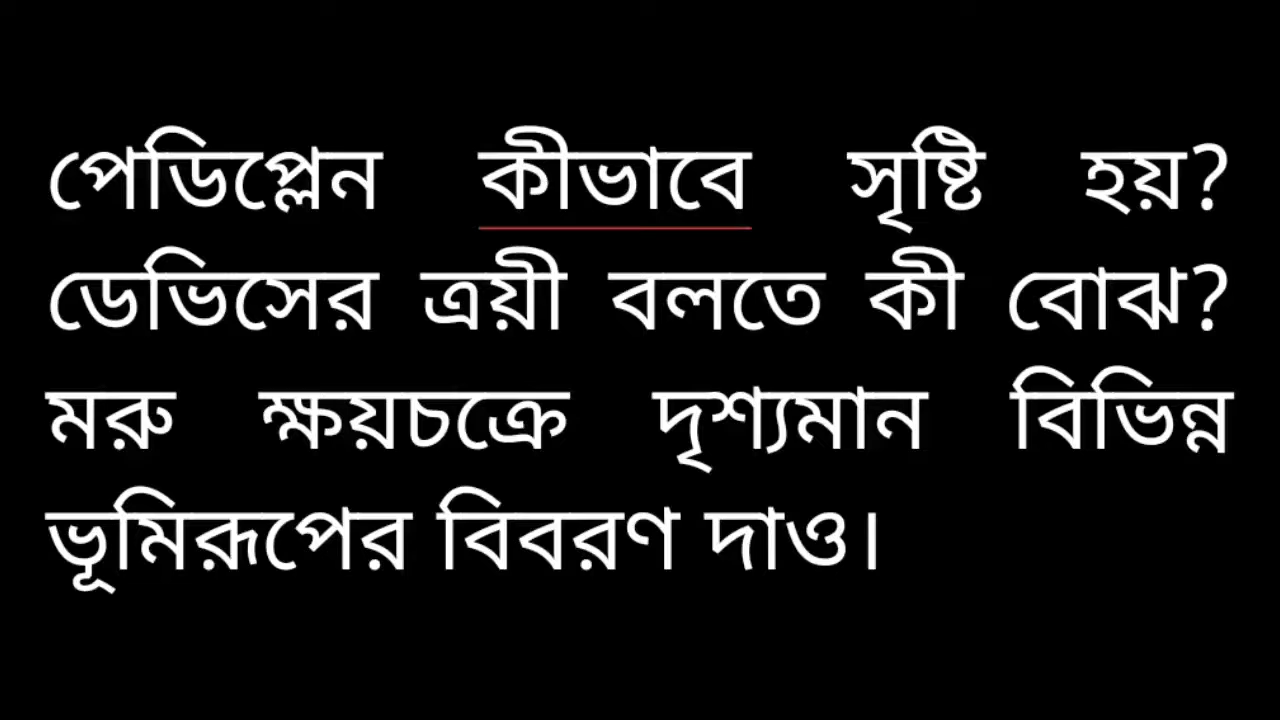 পেডিপ্লেন কীভাবে সৃষ্টি হয়?
ডেভিসের ত্রয়ী বলতে কী বোঝ?
মরু ক্ষয়চক্রে দৃশ্যমান বিভিন্ন
ভূমিরূপের বিবরণ দাও।